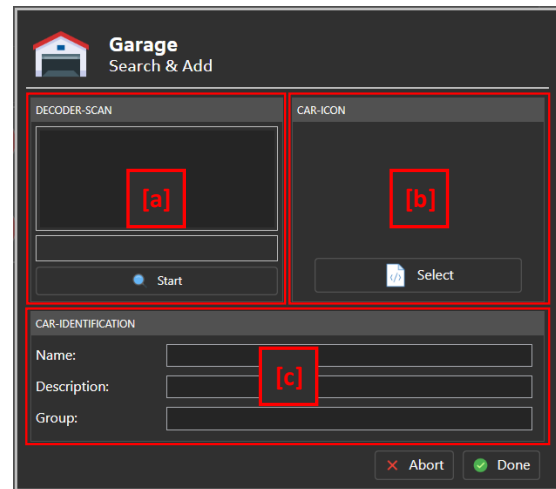 Garage
Search & Add
DECODER-SCAN
[a]
Start
CAR-ICON
[b]
Select
CAR-IDENTIFICATION
Name:
Description:
Group:
[c]
Abort
Done